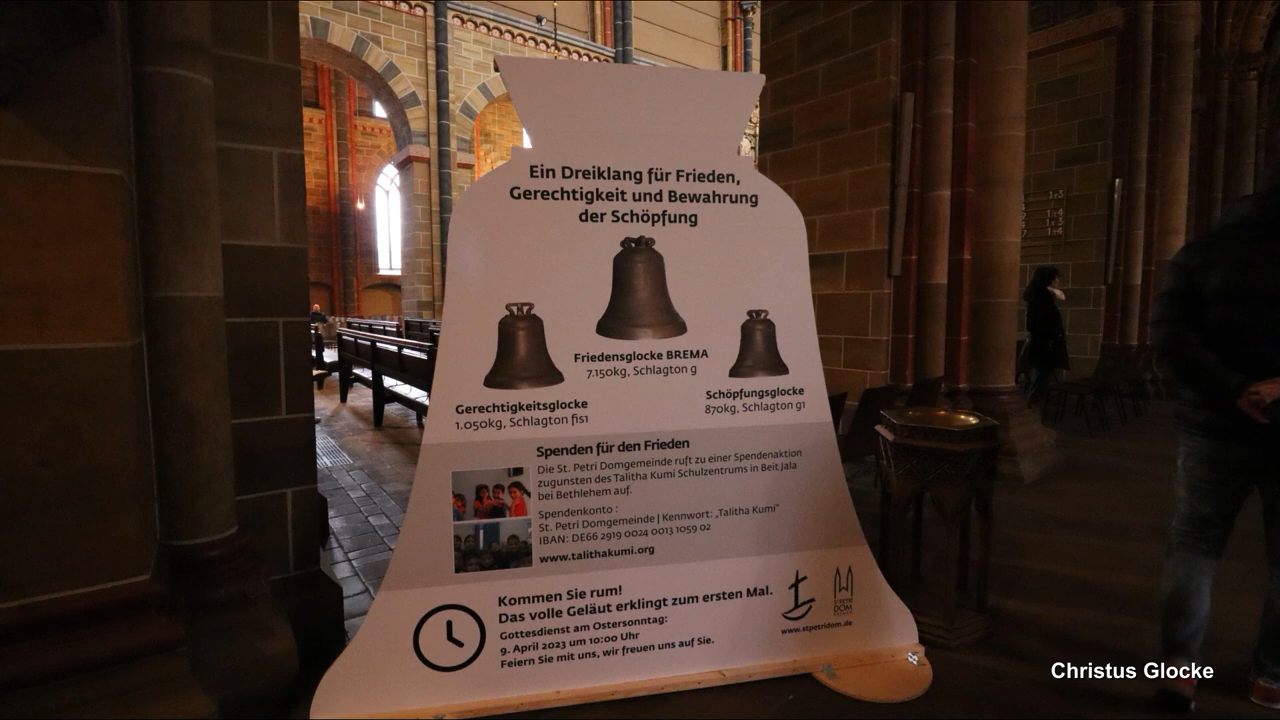 Ein Dreiklang für Frieden,
Gerechtigkeit und Bewahrung
der Schöpfung
Friedensglocke BREMA
7.150kg, Schlagton g
Gerechtigkeitsglocke
1.050kg, Schlagton fis1
Schöpfungsglocke
870kg, Schlagton g1
Spenden für den Frieden
Die St. Petri Domgemeinde ruft zu einer Spendenaktion
zugunsten des Talitha Kumi Schulzentrums in Beit Jala
bei Bethlehem auf.
Spendenkonto :
St. Petri Domgemeinde | Kennwort: „Talitha Kumi"
IBAN: DE66 2919 0024 0013 1059 02
www.talithakumi.org
Kommen Sie rum!
Das volle Geläut erklingt zum ersten Mal.
Gottesdienst am Ostersonntag:
9. April 2023 um 10:00 Uhr
Feiern Sie mit uns, wir freuen uns auf Sie.
ST. PETRI
DOM
www.stpetridom.de
Christus Glocke